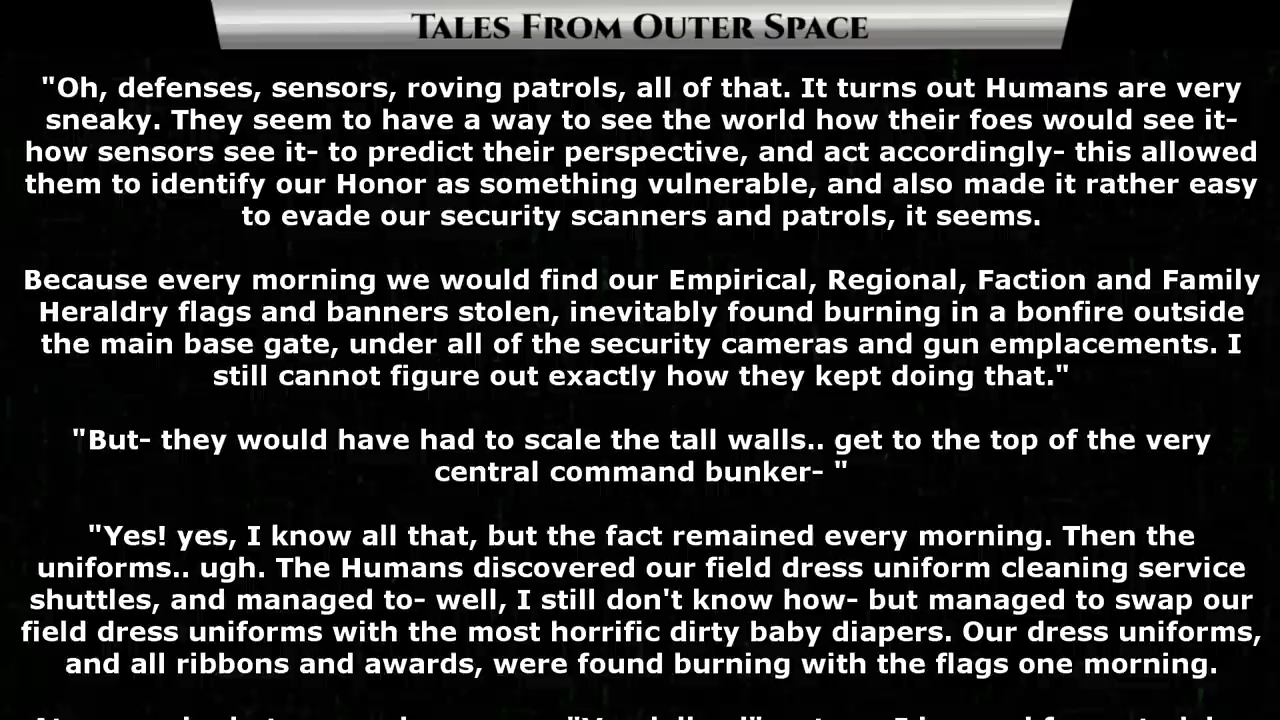 Tales From Outer Space
"Oh, defenses, sensors, roving patrols, all of that. It turns out Humans are very
sneaky. They seem to have a way to see the world how their foes would see it-
how sensors see it- to predict their perspective, and act accordingly- this allowed
them to identify our Honor as something vulnerable, and also made it rather easy
to evade our security scanners and patrols, it seems.
Because every morning we would find our Empirical, Regional, Faction and Family
Heraldry flags and banners stolen, inevitably found burning in a bonfire outside
the main base gate, under all of the security cameras and gun emplacements. I
still cannot figure out exactly how they kept doing that."
"But- they would have had to scale the tall walls.. get to the top of the very
central command bunker- "
"Yes! yes, I know all that, but the fact remained every morning. Then the
uniforms.. ugh. The Humans discovered our field dress uniform cleaning service
shuttles, and managed to- well, I still don't know how- but managed to swap our
field dress uniforms with the most horrific dirty baby diapers. Our dress uniforms,
and all ribbons and awards, were found burning with the flags one morning.